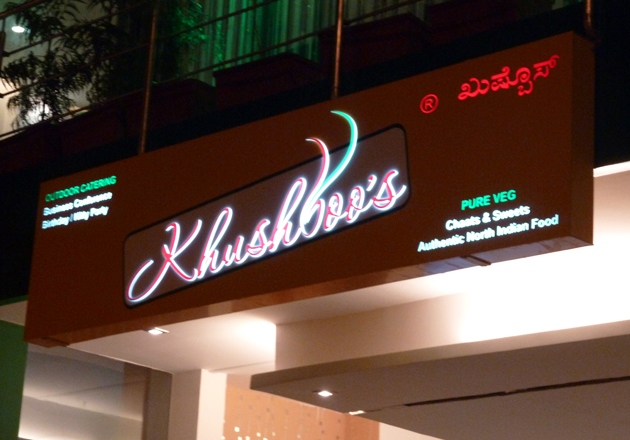 OUTDOOR CATERING
Business Conference
Birthday / Kitty Party
Khushboo's
® ಖುಷ್ಬೊಸ್
PURE VEG
Chaats & Sweets
Authentic North Indian Food